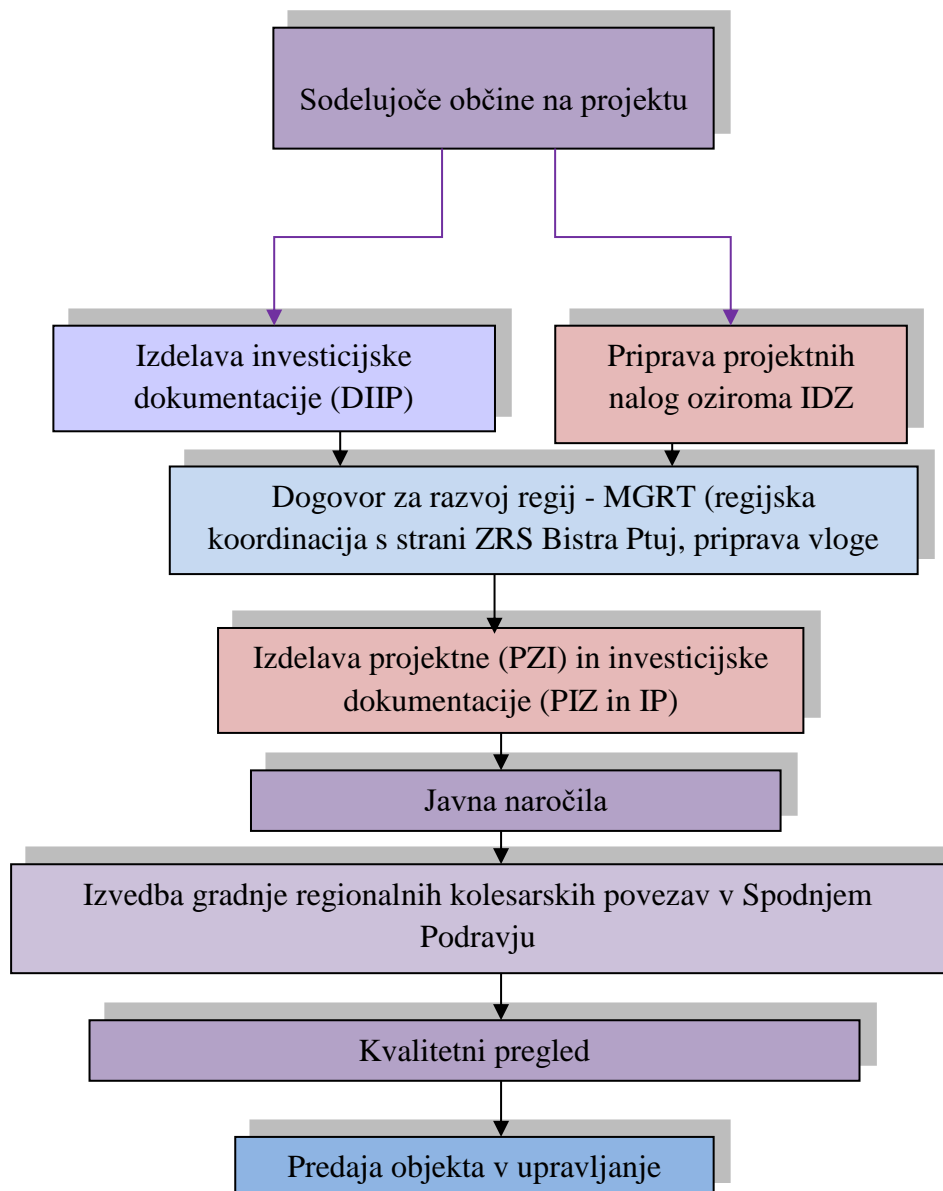 Sodelujoče občine na projektu
Izdelava investicijske
dokumentacije (DIIP)
Priprava projektnih
nalog oziroma IDZ
Dogovor za razvoj regij - MGRT (regijska
koordinacija s strani ZRS Bistra Ptuj, priprava vloge
Izdelava projektne (PZI) in investicijske
dokumentacije (PIZ in IP)
Javna naročila
Izvedba gradnje regionalnih kolesarskih povezav v Spodnjem
Podravju
Kvalitetni pregled
Predaja objekta v upravljanje